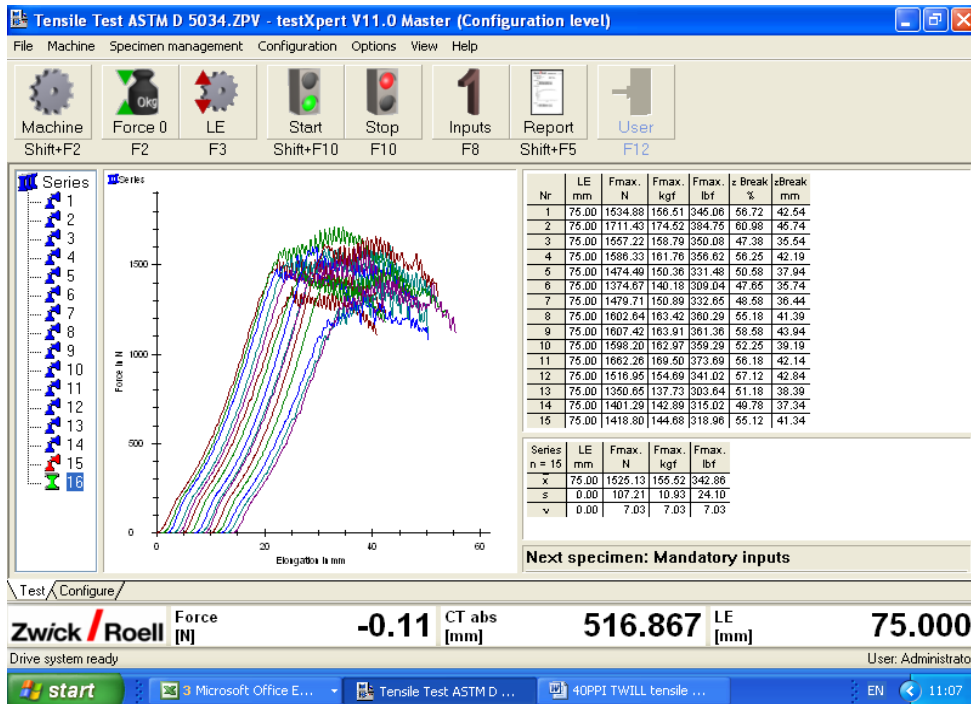 Tensile Test ASTM D 5034.ZPV - testXpert V11.0 Master (Configuration level)
File Machine Specimen management Configuration Options View Help
0kg
Machine Force 0 LE Start Stop Inputs Report User
Shift+F2 F2 F3 Shift+F10 F10 F8 Shift+F5 F12
Series
1
2
3
4
5
6
7
8
9
10
11
12
13
14
15
16
Series
Force in N
1500
1000
500
0
0 20 40 60
Elongation in mm
LE Fmax. Fmax. Fmax. z Break zBreak
Nr mm N kgf lbf % mm
1 75.00 1534.88 156.51 345.06 56.72 42.54
2 75.00 1711.43 174.52 384.75 60.98 45.74
3 75.00 1557.22 158.79 350.08 47.38 35.54
4 75.00 1586.33 161.76 356.62 56.25 42.19
5 75.00 1474.49 150.36 331.48 50.58 37.94
6 75.00 1374.67 140.18 309.04 47.65 35.74
7 75.00 1479.71 150.89 332.65 48.58 36.44
8 75.00 1602.64 163.42 360.29 55.18 41.39
9 75.00 1607.42 163.91 361.36 58.58 43.94
10 75.00 1598.20 162.97 359.29 52.25 39.19
11 75.00 1662.26 169.50 373.69 56.18 42.14
12 75.00 1516.95 154.69 341.02 57.12 42.84
13 75.00 1350.65 137.73 303.64 51.18 38.39
14 75.00 1401.29 142.89 315.02 49.78 37.34
15 75.00 1418.80 144.68 318.96 55.12 41.34
Series LE Fmax. Fmax. Fmax.
n = 15 mm N kgf lbf
x̄ 75.00 1525.13 155.52 342.86
s 0.00 107.21 10.93 24.10
v 0.00 7.03 7.03 7.03
Next specimen: Mandatory inputs
Test Configure
Zwick / Roell Force [N] -0.11 CT abs [mm] 516.867 LE [mm] 75.000
Drive system ready User: Administrato
start 3 Microsoft Office E... Tensile Test ASTM D ... 40PPI TWILL tensile ... EN 11:07